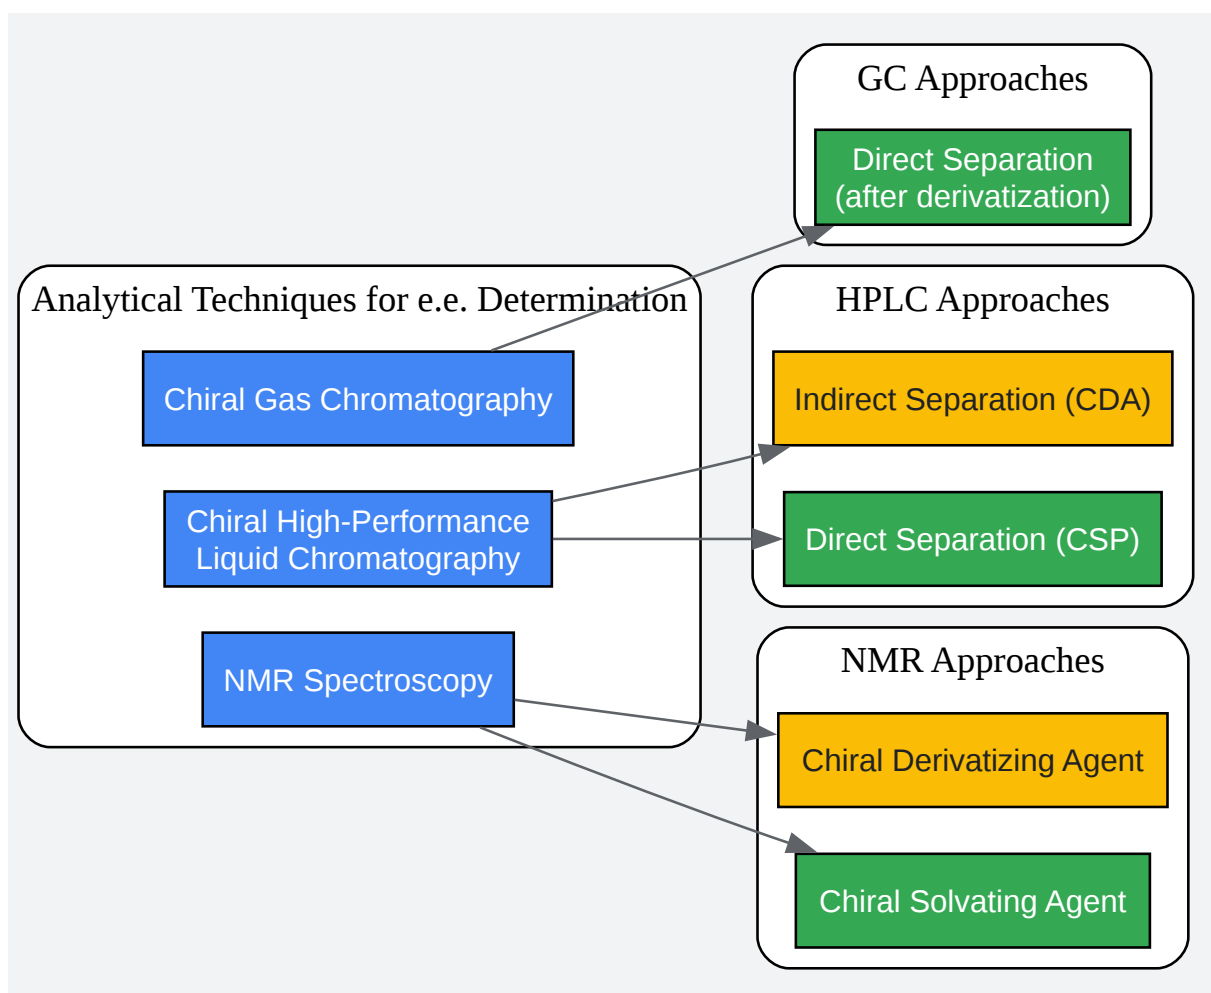 Analytical Techniques for e.e. Determination
Chiral Gas Chromatography
Chiral High-Performance
Liquid Chromatography
NMR Spectroscopy
GC Approaches
Direct Separation
(after derivatization)
HPLC Approaches
Indirect Separation (CDA)
Direct Separation (CSP)
NMR Approaches
Chiral Derivatizing Agent
Chiral Solvating Agent